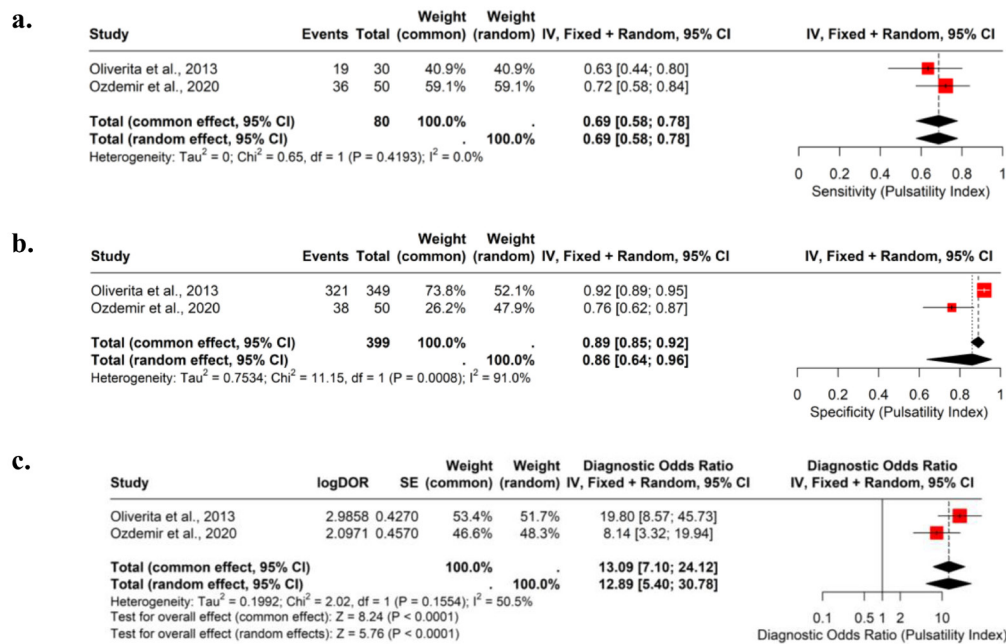 a.
Weight Weight
Study Events Total (common) (random) IV, Fixed + Random, 95% CI IV, Fixed + Random, 95% CI
Oliverita et al., 2013 19 30 40.9% 40.9% 0.63 [0.44; 0.80]
Ozdemir et al., 2020 36 50 59.1% 59.1% 0.72 [0.58; 0.84]
Total (common effect, 95% CI) 80 100.0% . 0.69 [0.58; 0.78]
Total (random effect, 95% CI) . 100.0% 0.69 [0.58; 0.78]
Heterogeneity: Tau² = 0; Chi² = 0.65, df = 1 (P = 0.4193); I² = 0.0%
0 0.2 0.4 0.6 0.8 1
Sensitivity (Pulsatility Index)
b.
Weight Weight
Study Events Total (common) (random) IV, Fixed + Random, 95% CI IV, Fixed + Random, 95% CI
Oliverita et al., 2013 321 349 73.8% 52.1% 0.92 [0.89; 0.95]
Ozdemir et al., 2020 38 50 26.2% 47.9% 0.76 [0.62; 0.87]
Total (common effect, 95% CI) 399 100.0% . 0.89 [0.85; 0.92]
Total (random effect, 95% CI) . 100.0% 0.86 [0.64; 0.96]
Heterogeneity: Tau² = 0.7534; Chi² = 11.15, df = 1 (P = 0.0008); I² = 91.0%
0 0.2 0.4 0.6 0.8 1
Specificity (Pulsatility Index)
c.
Weight Weight Diagnostic Odds Ratio Diagnostic Odds Ratio
Study logDOR SE (common) (random) IV, Fixed + Random, 95% CI IV, Fixed + Random, 95% CI
Oliverita et al., 2013 2.9858 0.4270 53.4% 51.7% 19.80 [8.57; 45.73]
Ozdemir et al., 2020 2.0971 0.4570 46.6% 48.3% 8.14 [3.32; 19.94]
Total (common effect, 95% CI) 100.0% . 13.09 [7.10; 24.12]
Total (random effect, 95% CI) . 100.0% 12.89 [5.40; 30.78]
Heterogeneity: Tau² = 0.1992; Chi² = 2.02, df = 1 (P = 0.1554); I² = 50.5%
Test for overall effect (common effect): Z = 8.24 (P < 0.0001)
Test for overall effect (random effects): Z = 5.76 (P < 0.0001)
0.1 0.5 1 2 10
Diagnostic Odds Ratio (Pulsatility Index)